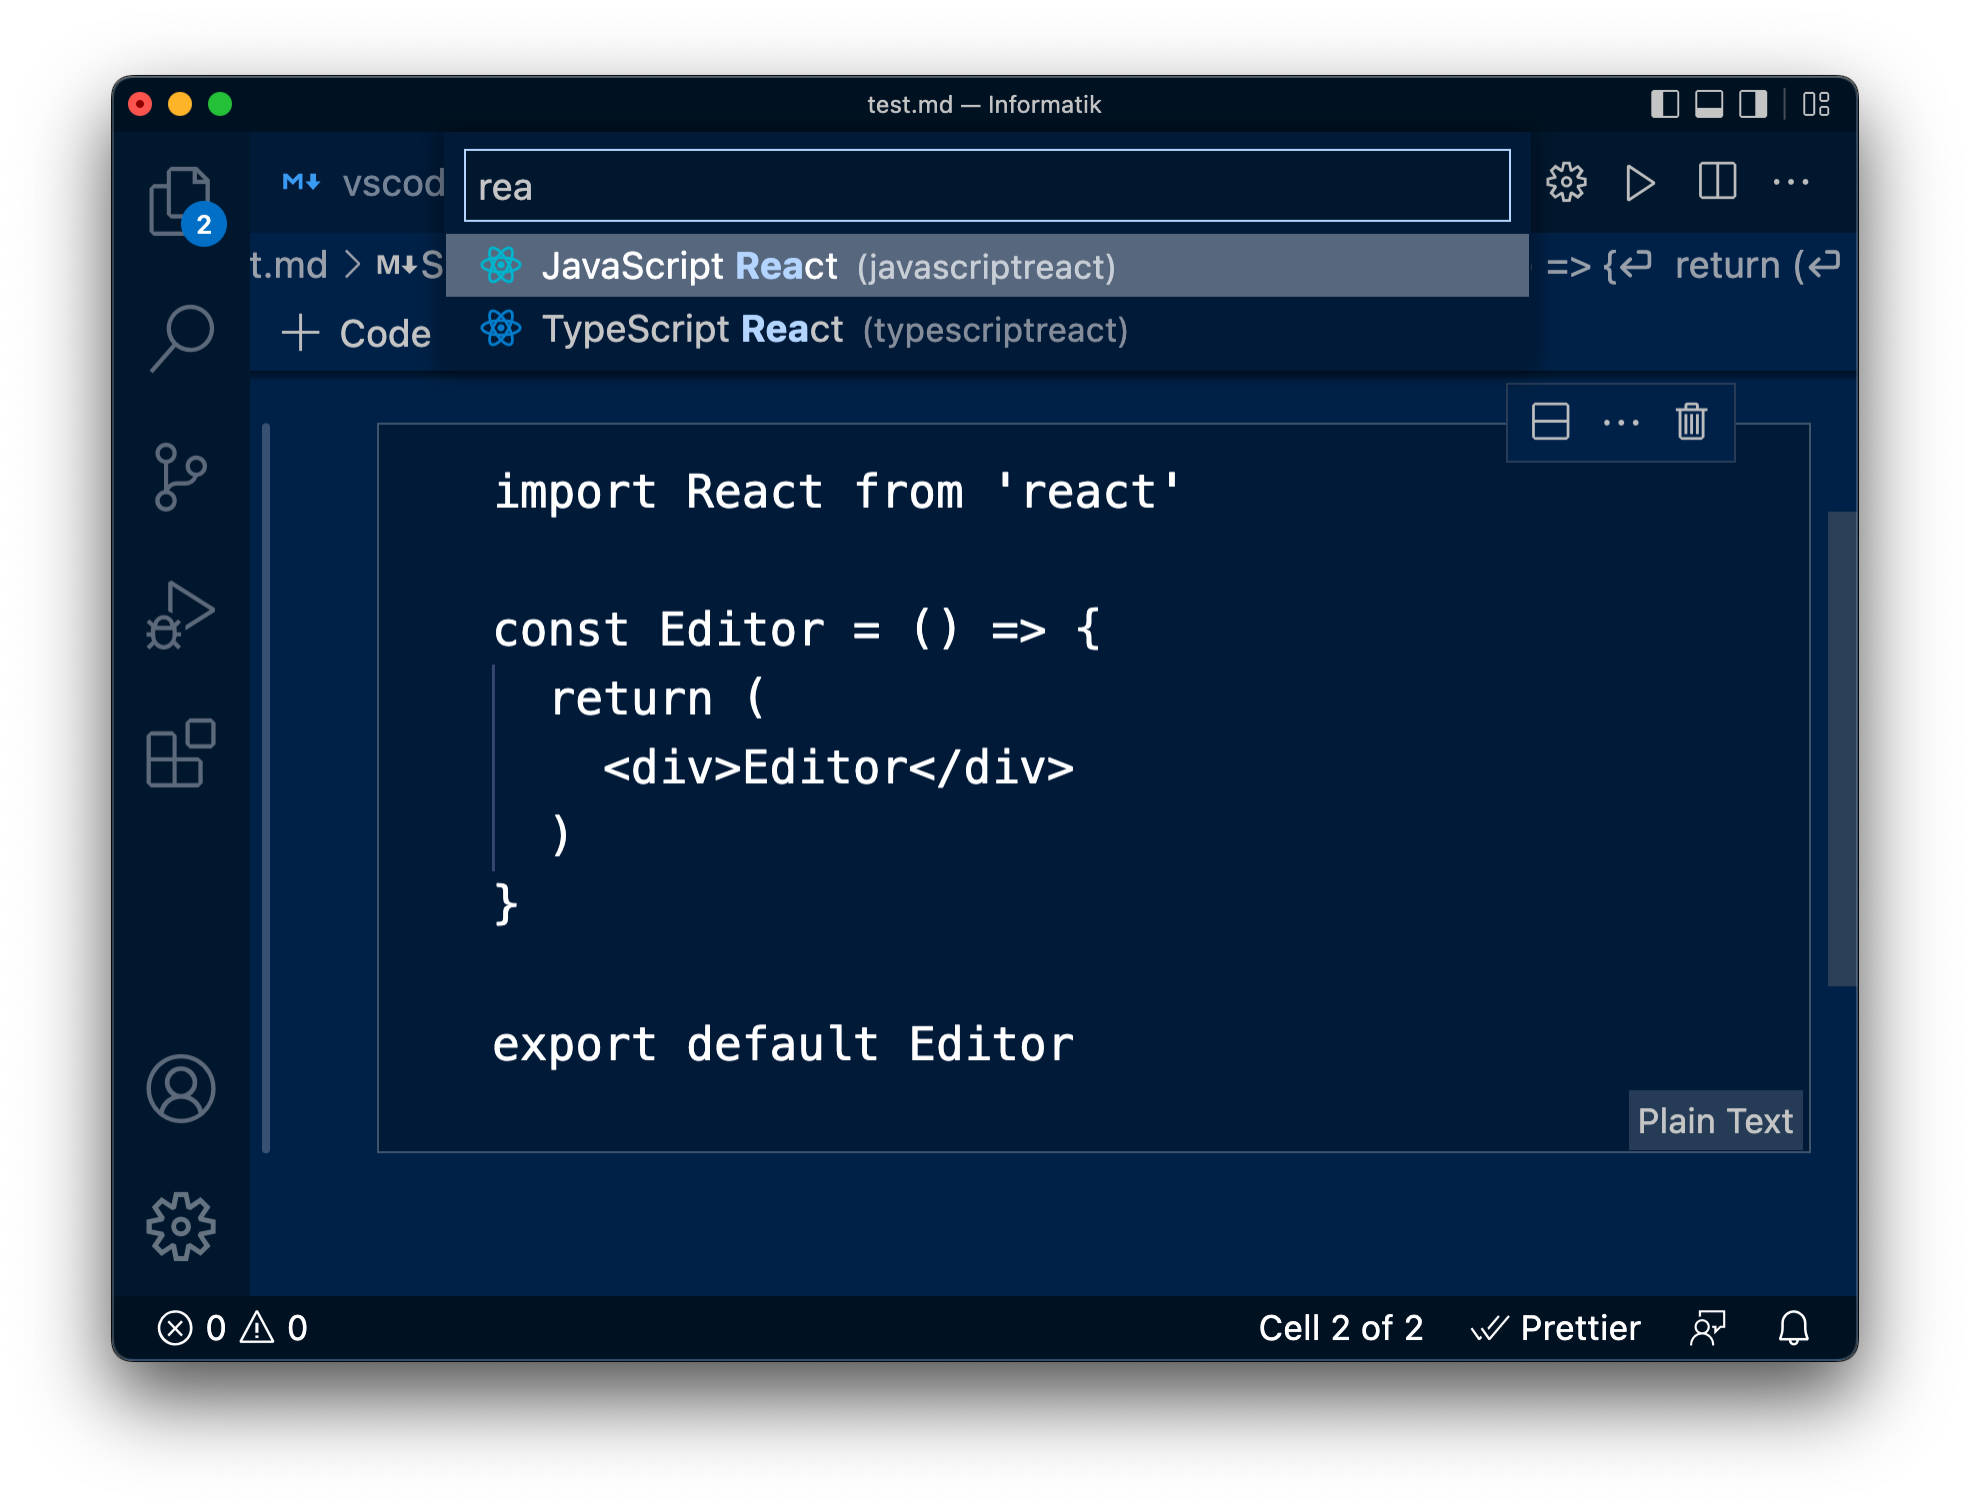 test.md — Informatik
vscod
rea
t.md > S
JavaScript React (javascriptreact)
=> {↵ return (↵
+ Code
TypeScript React (typescriptreact)
2
import React from 'react'
const Editor = () => {
return (
<div>Editor</div>
)
}
export default Editor
Plain Text
0 0
Cell 2 of 2
Prettier